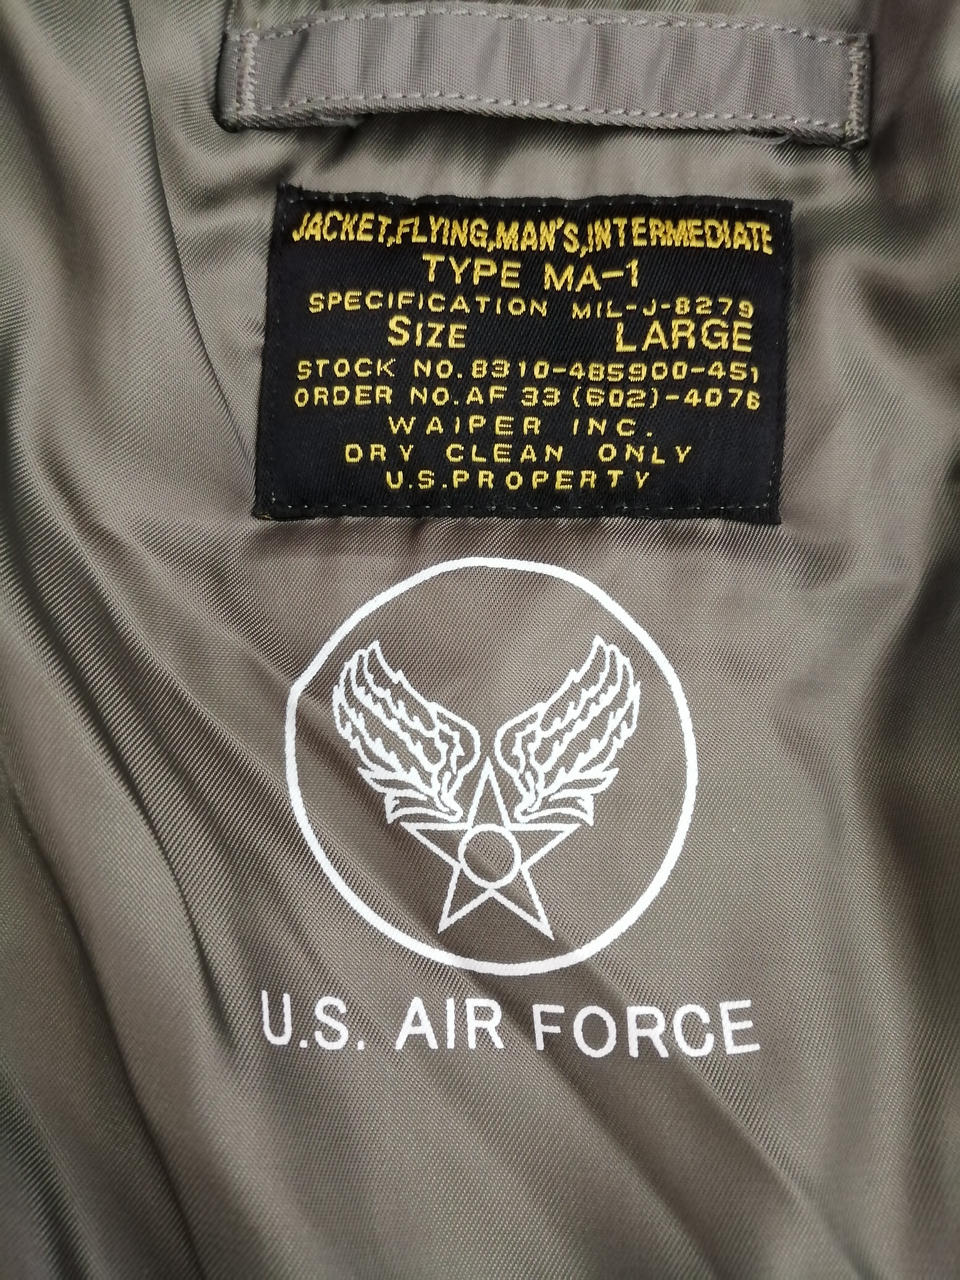 JACKET,FLYING,MAN'S,INTERMEDIATE
TYPE MA-1
SPECIFICATION MIL-J-8279
SIZE LARGE
STOCK NO.8310-485900-451
ORDER NO.AF 33 (602)-4076
WAIPER INC.
DRY CLEAN ONLY
U.S.PROPERTY
U.S. AIR FORCE